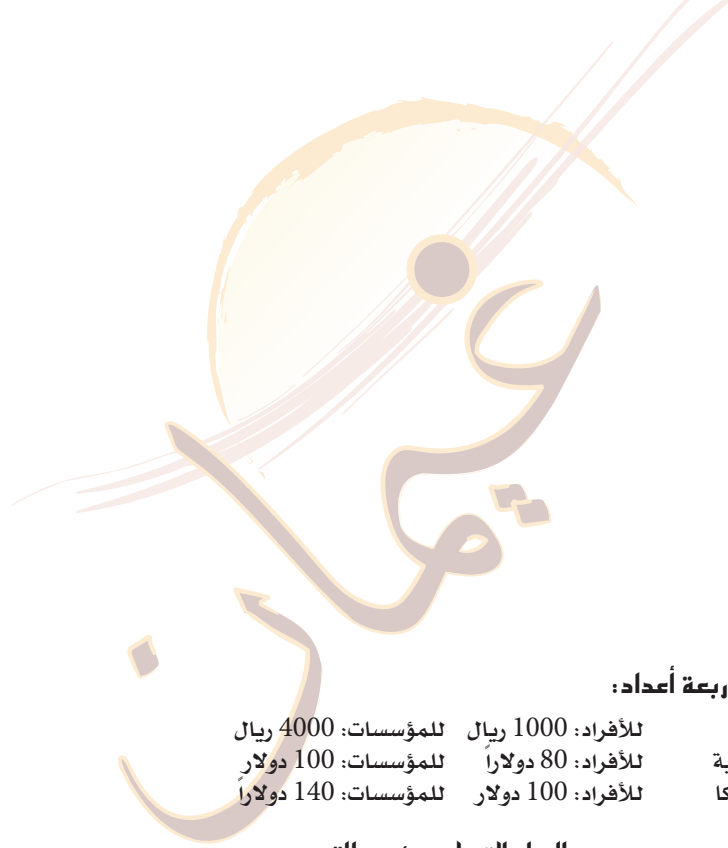 عمان
ربعة أعداد:
للأفراد: 1000 ريال للمؤسسات: 4000 ريال
ية للأفراد: 80 دولاراً للمؤسسات: 100 دولار
كا للأفراد: 100 دولار للمؤسسات: 140 دولاراً